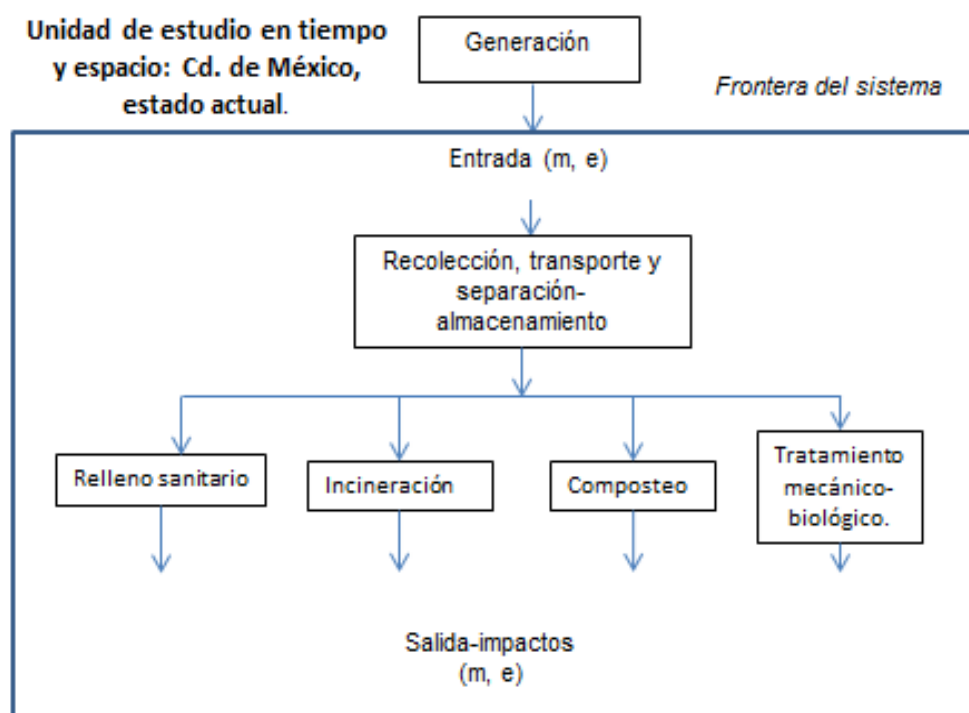 Unidad de estudio en tiempo
y espacio: Cd. de México,
estado actual.
Generación
Frontera del sistema
Entrada (m, e)
Recolección, transporte y
separación-
almacenamiento
Relleno sanitario
Incineración
Composteo
Tratamiento
mecánico-
biológico.
Salida-impactos
(m, e)